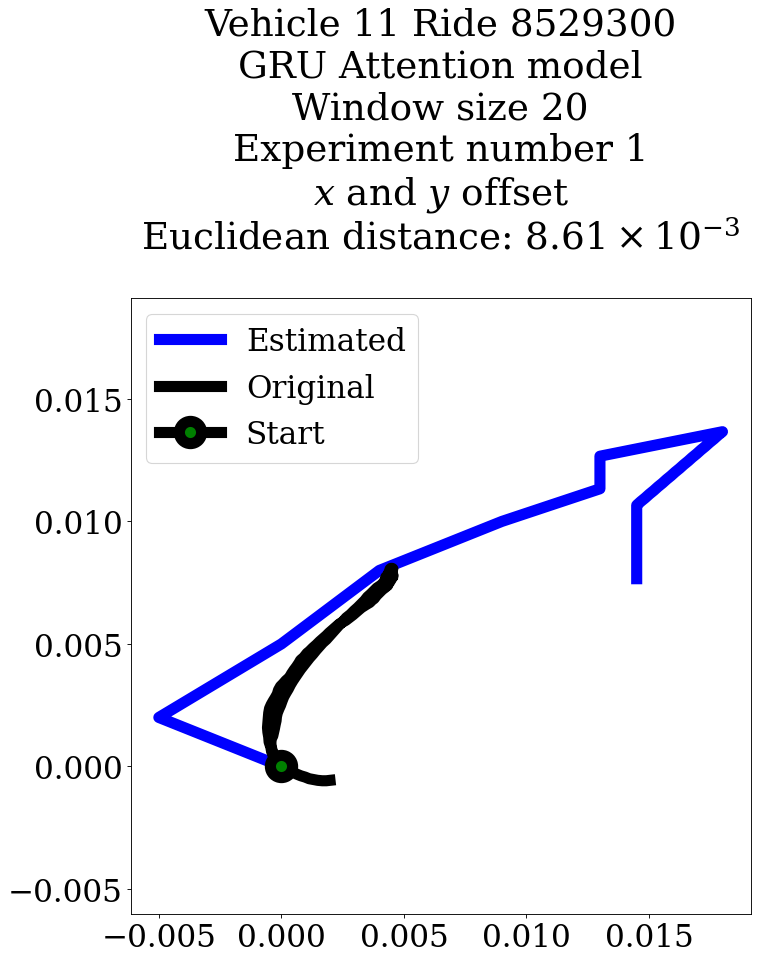 Vehicle 11 Ride 8529300
GRU Attention model
Window size 20
Experiment number 1
x and y offset
Euclidean distance: 8.61 × 10⁻³
Estimated
Original
Start
0.015
0.010
0.005
0.000
−0.005
−0.005 0.000 0.005 0.010 0.015